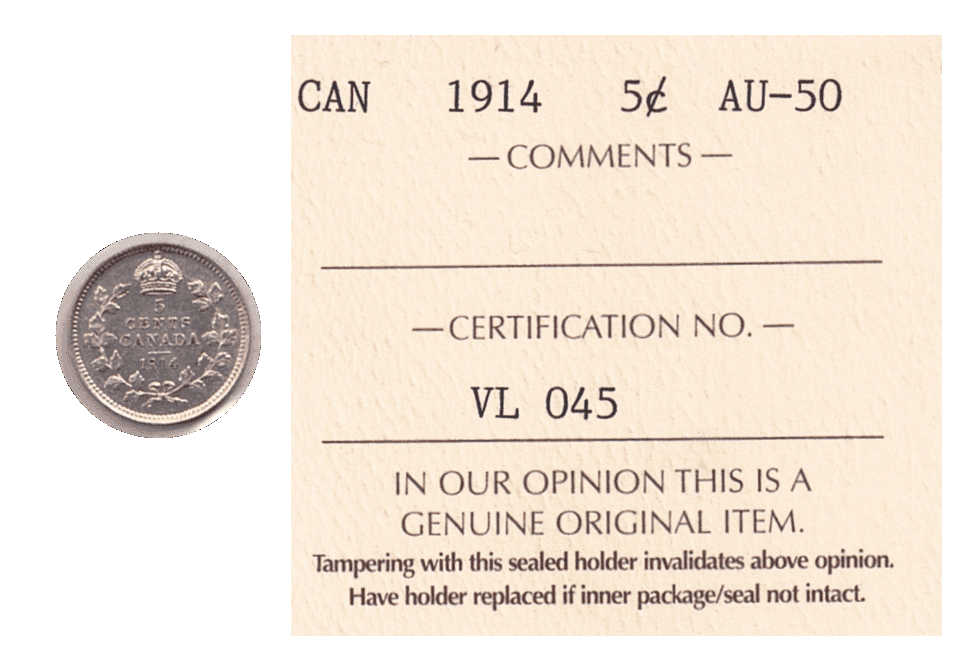 5
CENTS
CANADA
1914
CAN 1914 5¢ AU-50
— COMMENTS —
— CERTIFICATION NO. —
VL 045
IN OUR OPINION THIS IS A
GENUINE ORIGINAL ITEM.
Tampering with this sealed holder invalidates above opinion.
Have holder replaced if inner package/seal not intact.